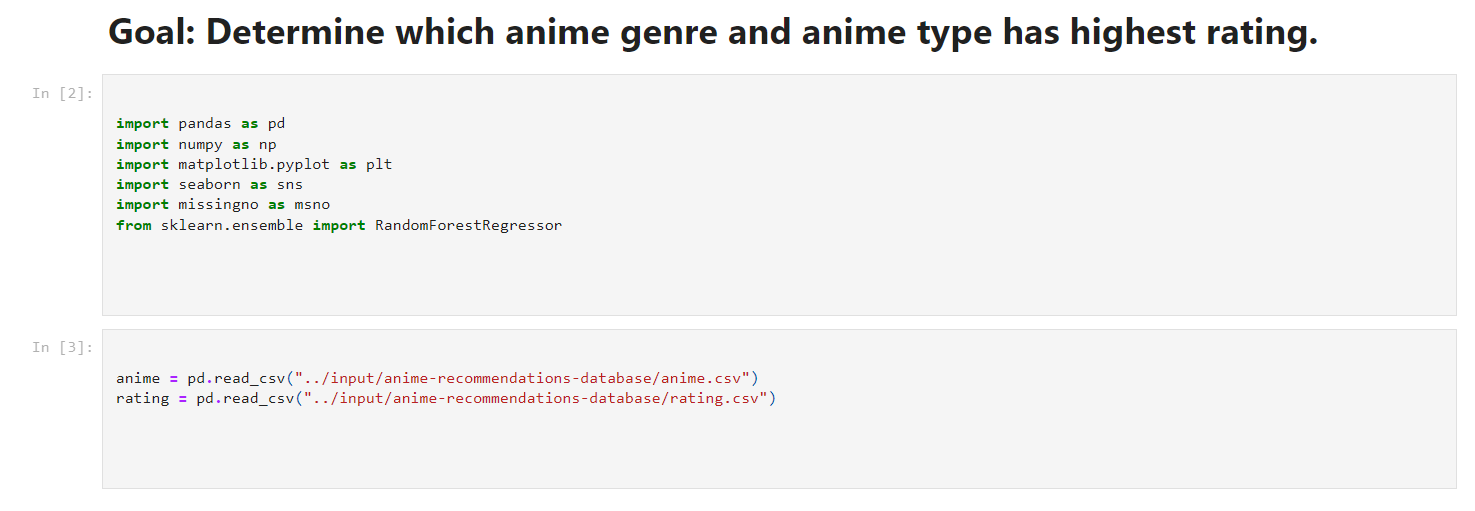 Goal: Determine which anime genre and anime type has highest rating.
In [2]:
import pandas as pd
import numpy as np
import matplotlib.pyplot as plt
import seaborn as sns
import missingno as msno
from sklearn.ensemble import RandomForestRegressor
In [3]:
anime = pd.read_csv("../input/anime-recommendations-database/anime.csv")
rating = pd.read_csv("../input/anime-recommendations-database/rating.csv")